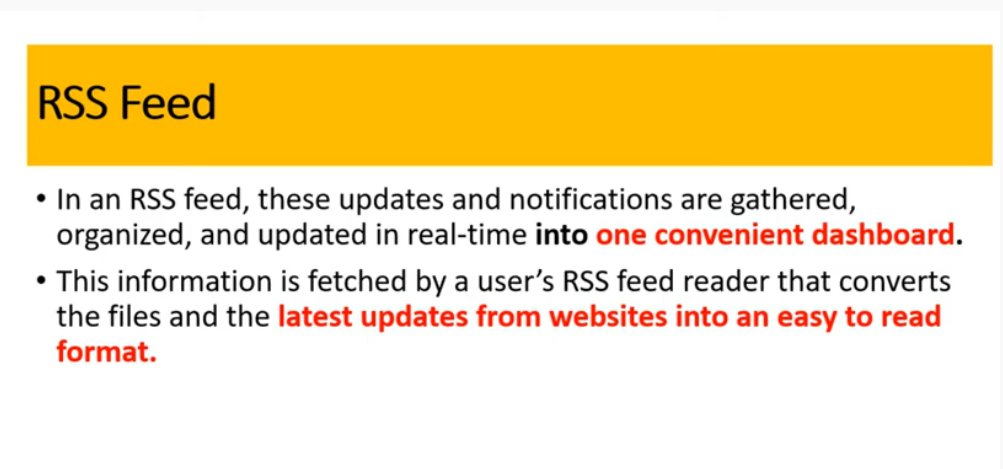 RSS Feed
• In an RSS feed, these updates and notifications are gathered,
organized, and updated in real-time into one convenient dashboard.
• This information is fetched by a user’s RSS feed reader that converts
the files and the latest updates from websites into an easy to read
format.